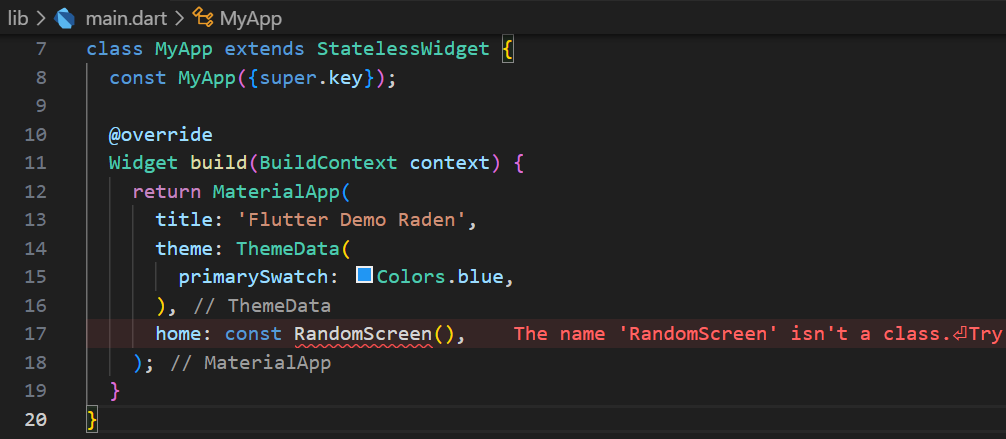 lib > main.dart > MyApp
7 class MyApp extends StatelessWidget {
8   const MyApp({super.key});
9
10   @override
11   Widget build(BuildContext context) {
12     return MaterialApp(
13       title: 'Flutter Demo Raden',
14       theme: ThemeData(
15         primarySwatch: Colors.blue,
16       ), // ThemeData
17       home: const RandomScreen(),    The name 'RandomScreen' isn't a class.⏎Try
18     ); // MaterialApp
19   }
20 }